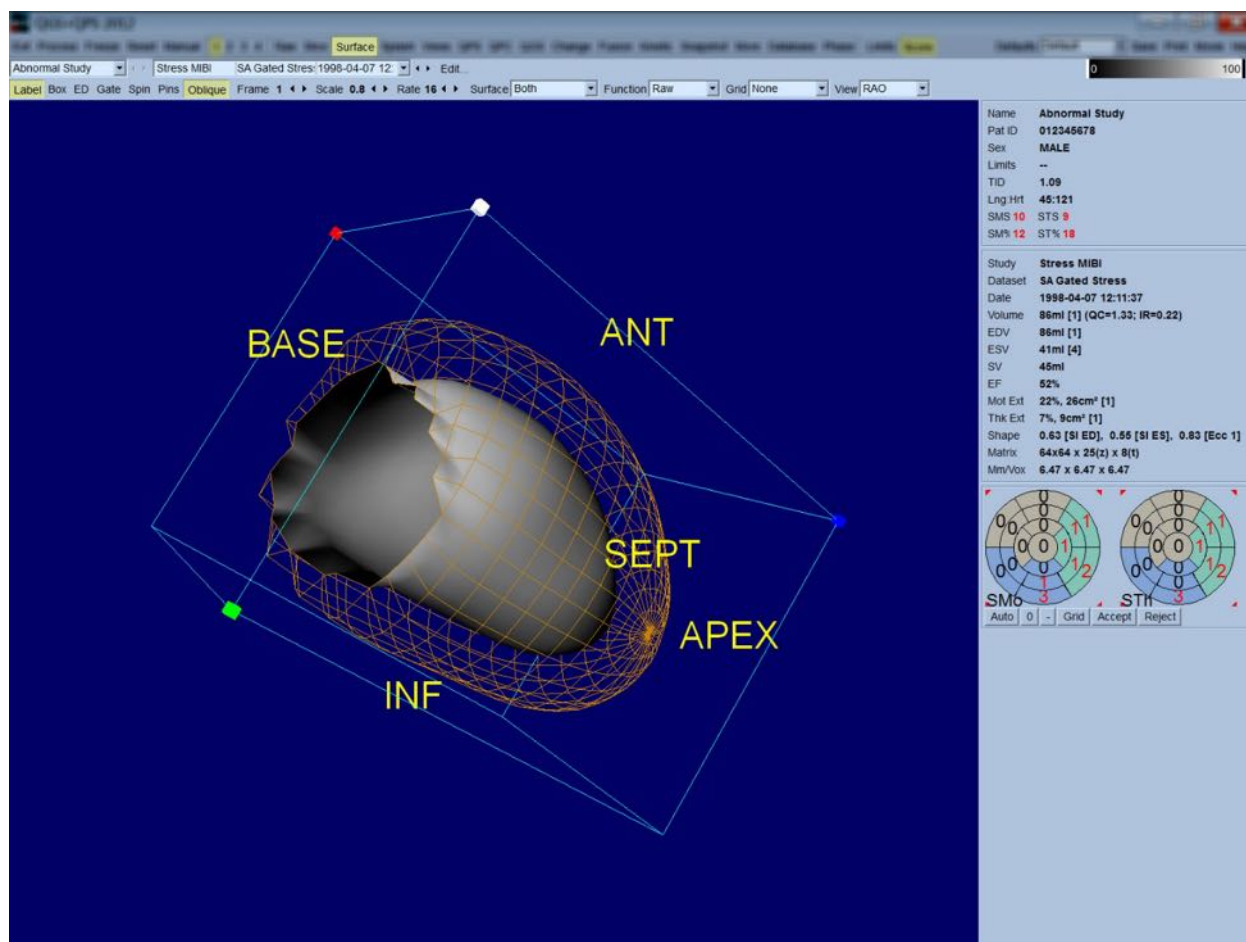 QGS+QPS 2012
Surface
Abnormal Study Stress MIBI SA Gated Stres: 1998-04-07 12: Edit...
0 100
Label Box ED Gate Spin Pins Oblique Frame 1 Scale 0.8 Rate 16 Surface Both Function Raw Grid None View RAO
Name Abnormal Study
Pat ID 012345678
Sex MALE
Limits --
TID 1.09
Lng:Hrt 45:121
SMS 10 STS 9
SM% 12 ST% 18
Study Stress MIBI
Dataset SA Gated Stress
Date 1998-04-07 12:11:37
Volume 86ml [1] (QC=1.33; IR=0.22)
EDV 86ml [1]
ESV 41ml [4]
SV 45ml
EF 52%
Mot Ext 22%, 26cm² [1]
Thk Ext 7%, 9cm² [1]
Shape 0.63 [SI ED], 0.55 [SI ES], 0.83 [Ecc 1]
Matrix 64x64 x 25(z) x 8(t)
Mm/Vox 6.47 x 6.47 x 6.47
BASE
ANT
SEPT
APEX
INF
SMo STh
Auto 0 - Grid Accept Reject